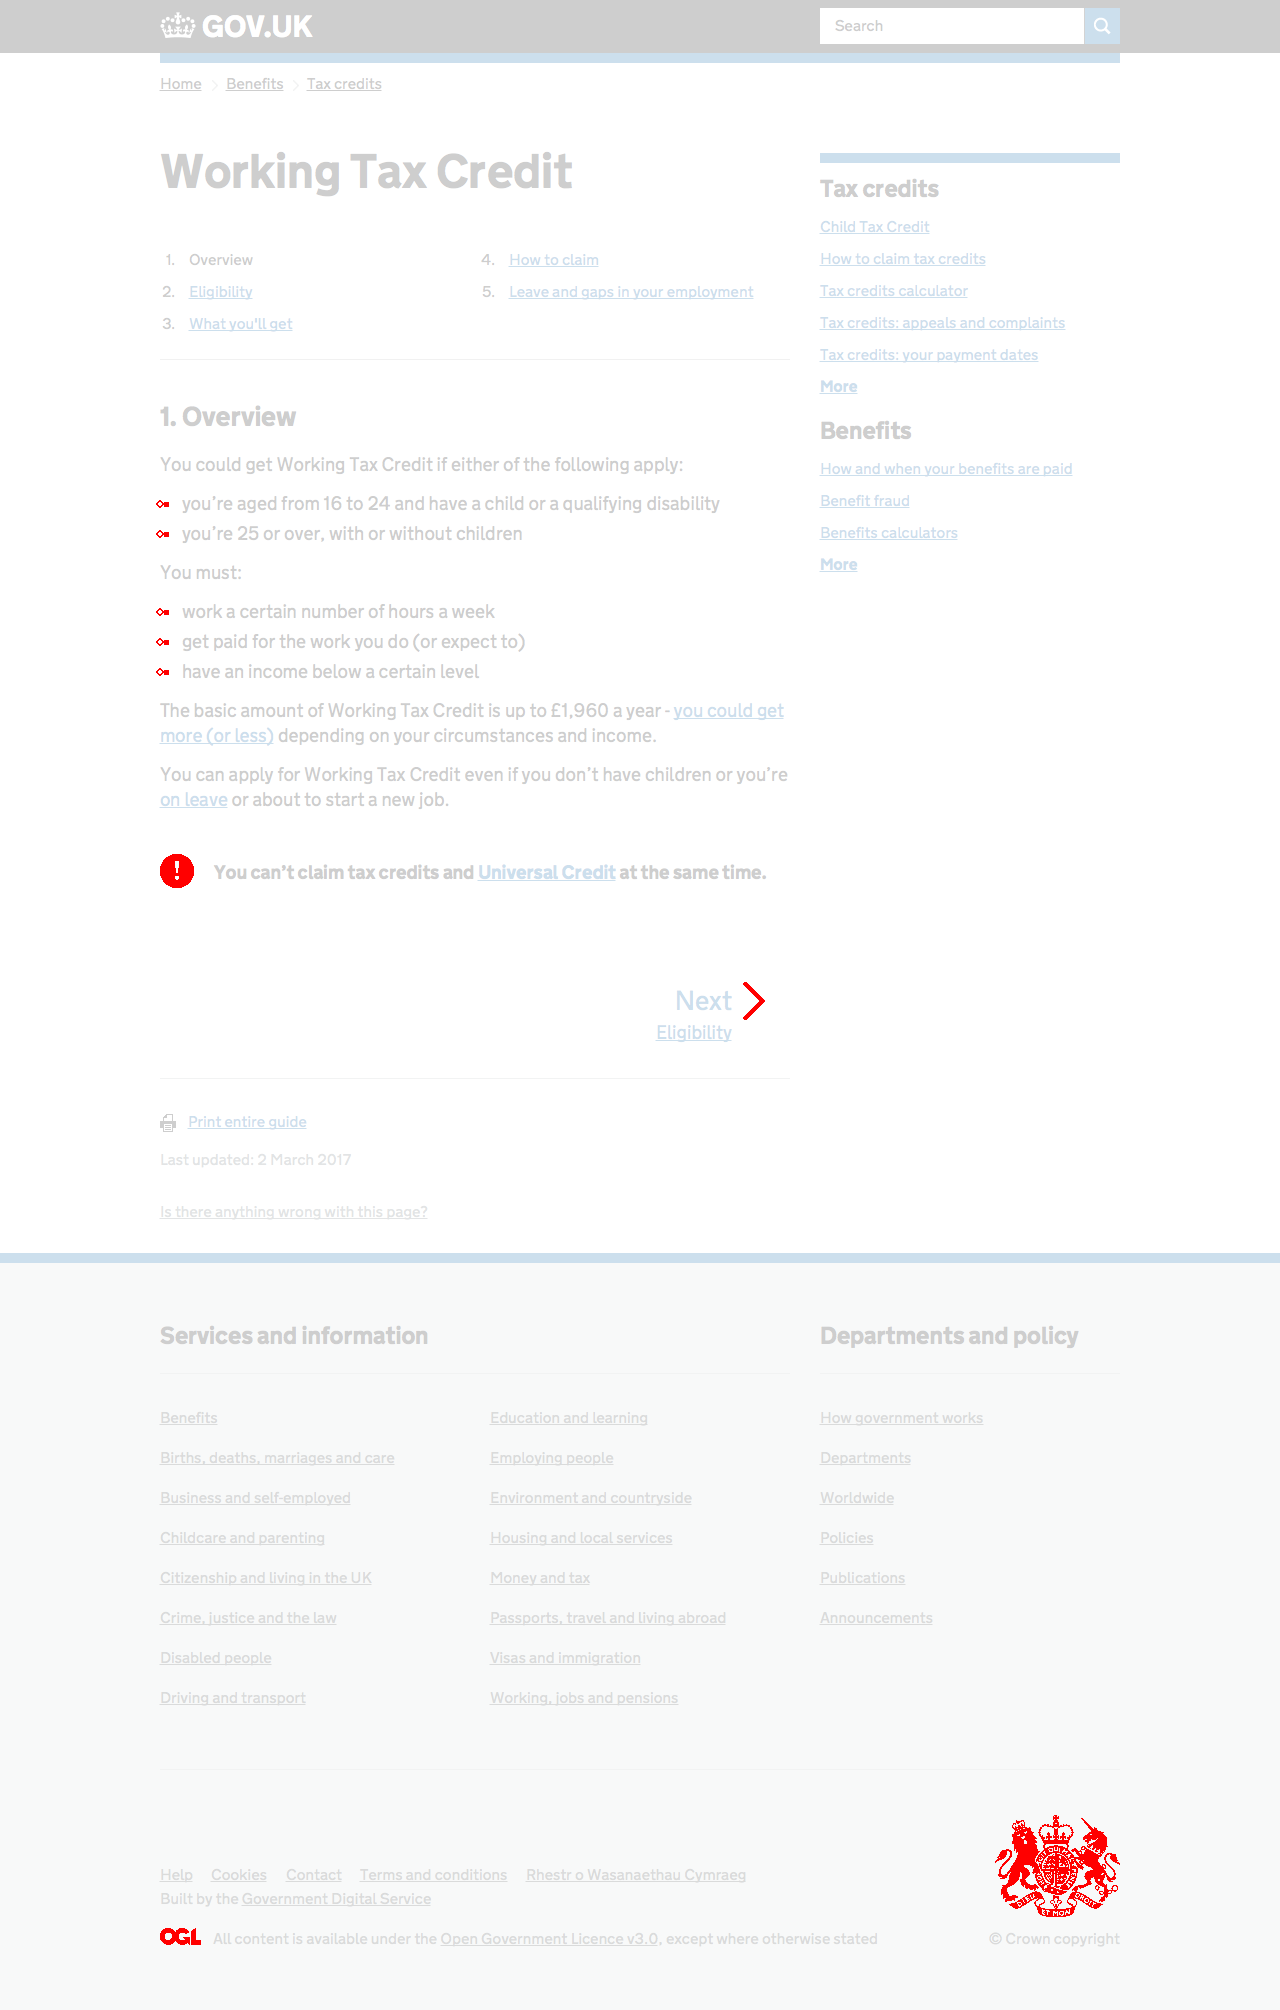 GOV.UK
Search
Home
Benefits
Tax credits
Working Tax Credit
1. Overview
2. Eligibility
3. What you'll get
4. How to claim
5. Leave and gaps in your employment
Tax credits
Child Tax Credit
How to claim tax credits
Tax credits calculator
Tax credits: appeals and complaints
Tax credits: your payment dates
More
Benefits
How and when your benefits are paid
Benefit fraud
Benefits calculators
More
1. Overview
You could get Working Tax Credit if either of the following apply:
you’re aged from 16 to 24 and have a child or a qualifying disability
you’re 25 or over, with or without children
You must:
work a certain number of hours a week
get paid for the work you do (or expect to)
have an income below a certain level
The basic amount of Working Tax Credit is up to £1,960 a year - you could get
more (or less) depending on your circumstances and income.
You can apply for Working Tax Credit even if you don’t have children or you’re
on leave or about to start a new job.
! You can’t claim tax credits and Universal Credit at the same time.
Next
Eligibility
Print entire guide
Last updated: 2 March 2017
Is there anything wrong with this page?
Services and information
Benefits
Births, deaths, marriages and care
Business and self-employed
Childcare and parenting
Citizenship and living in the UK
Crime, justice and the law
Disabled people
Driving and transport
Education and learning
Employing people
Environment and countryside
Housing and local services
Money and tax
Passports, travel and living abroad
Visas and immigration
Working, jobs and pensions
Departments and policy
How government works
Departments
Worldwide
Policies
Publications
Announcements
Help
Cookies
Contact
Terms and conditions
Rhestr o Wasanaethau Cymraeg
Built by the Government Digital Service
OGL
All content is available under the Open Government Licence v3.0, except where otherwise stated
© Crown copyright